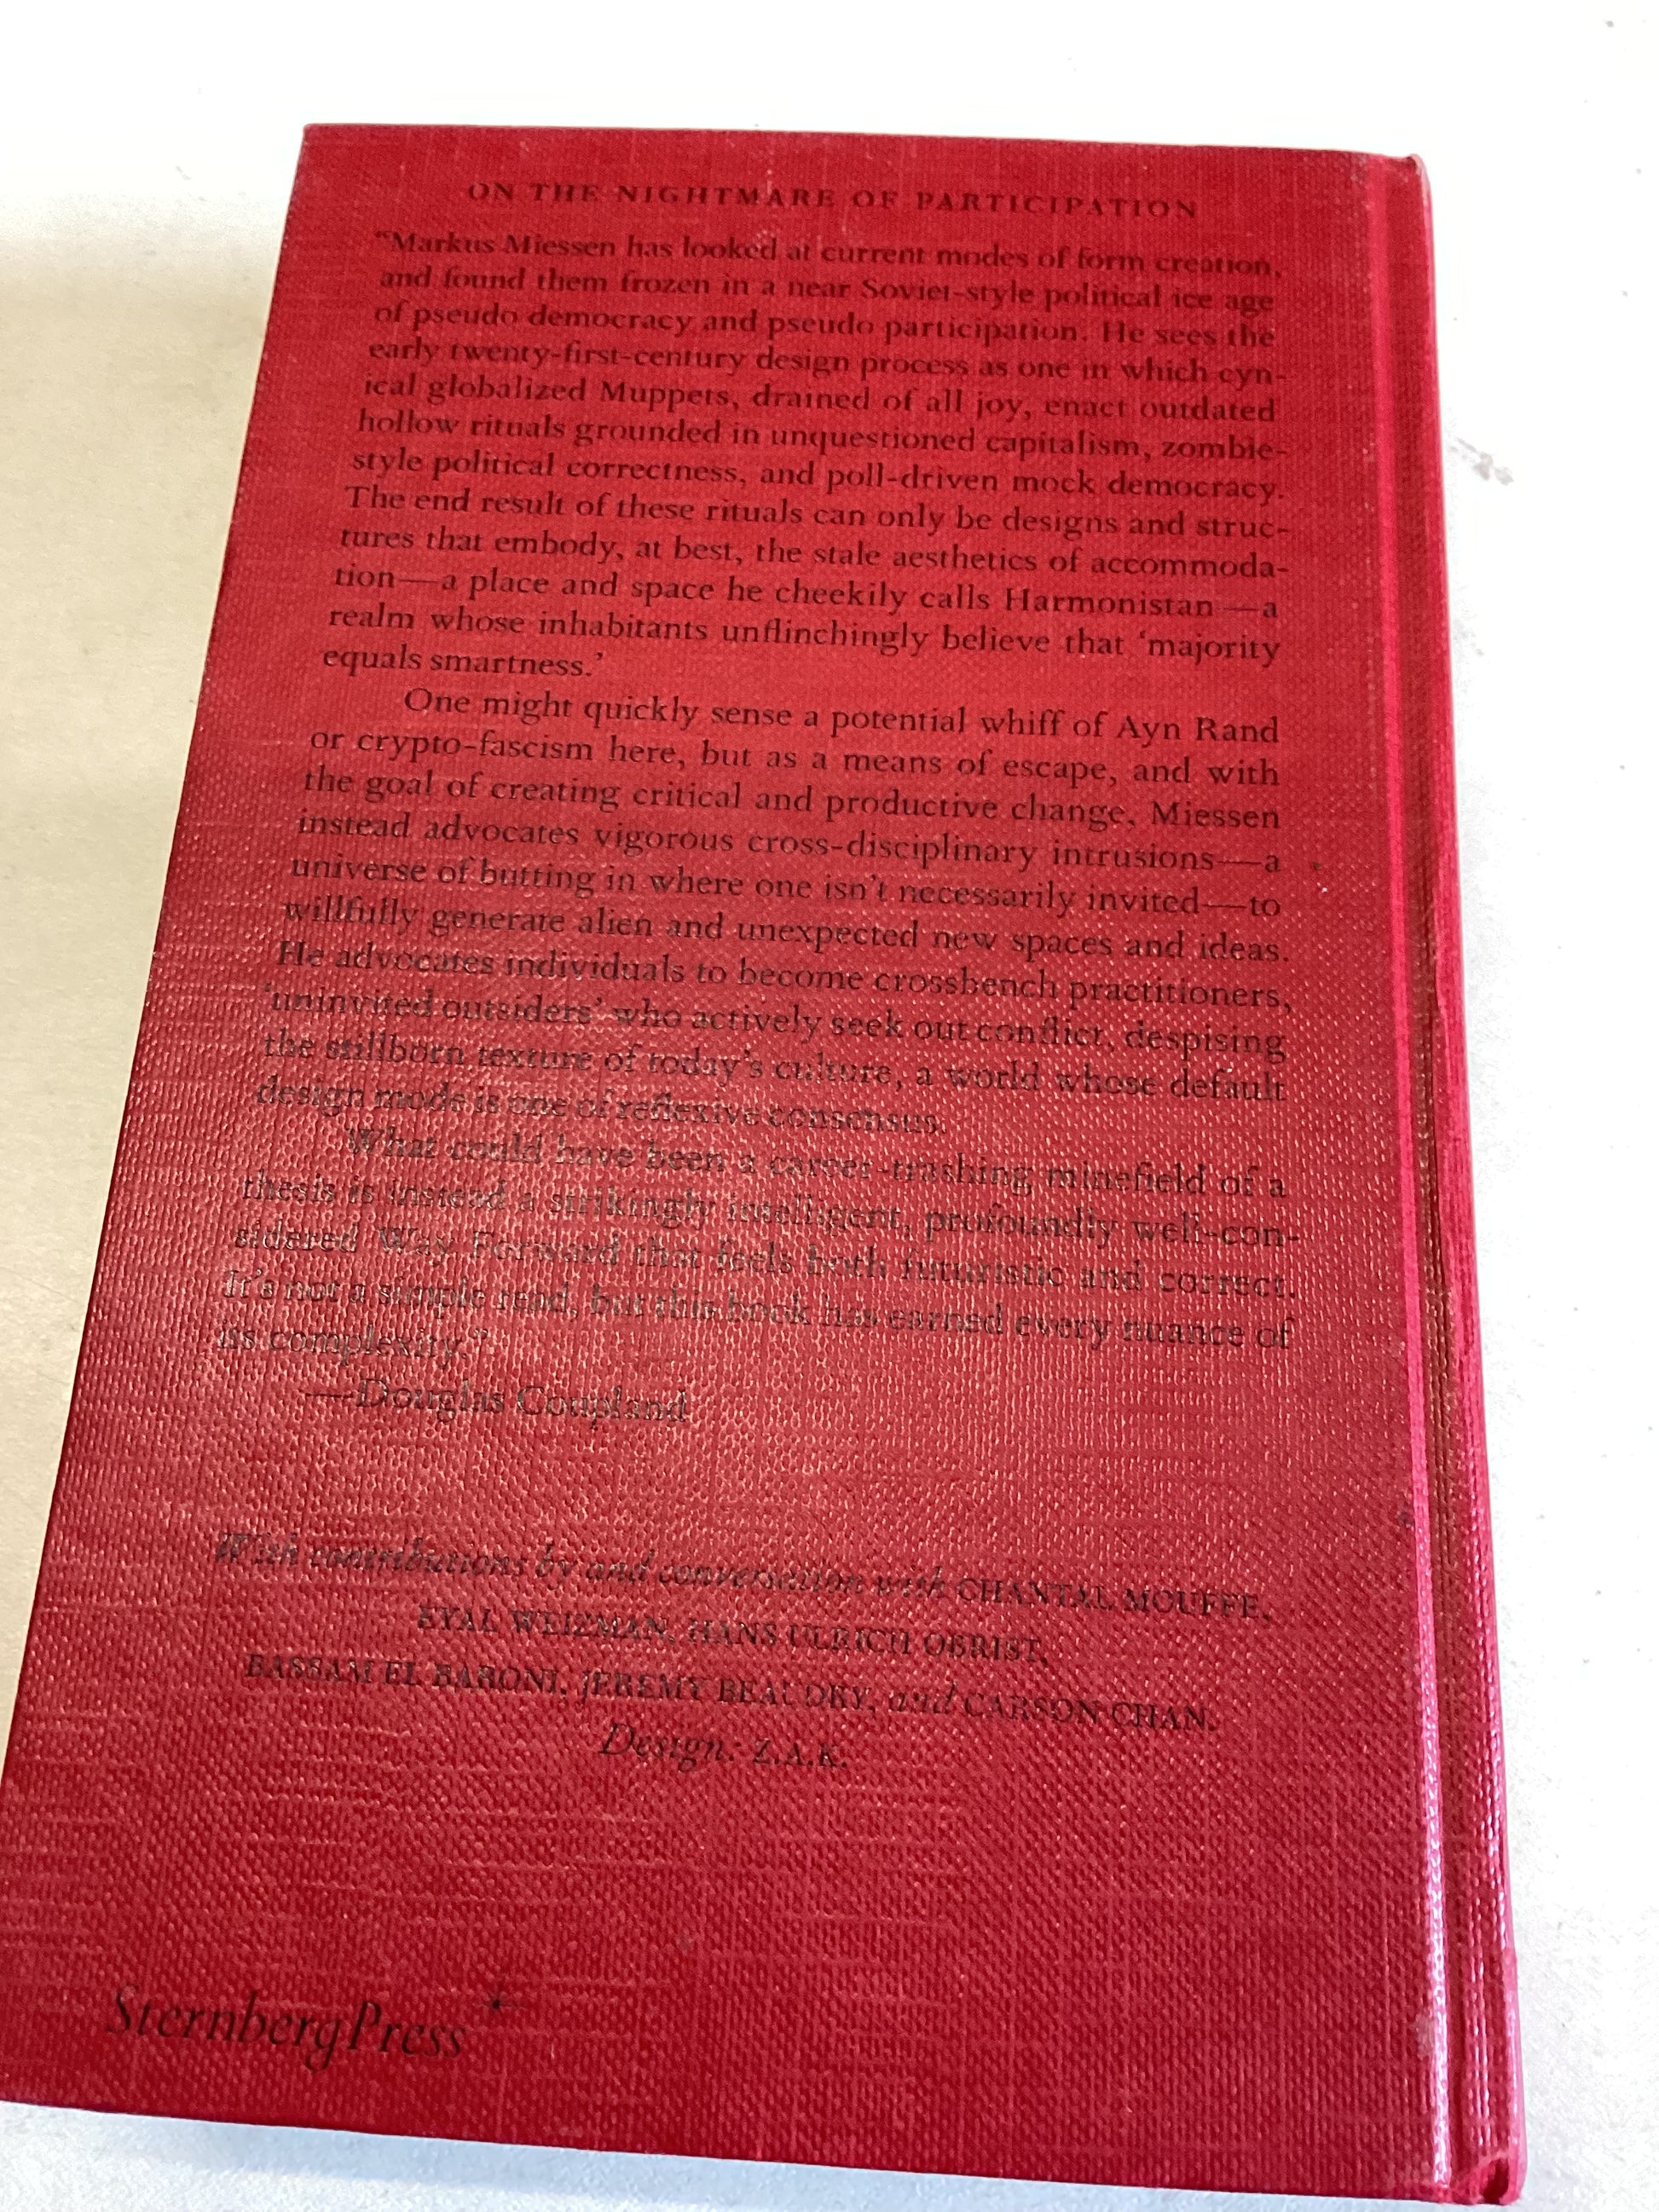 ON THE NIGHTMARE OF PARTICIPATION
“Markus Miessen has looked at current modes of form creation,
and found them frozen in a near Soviet-style political ice age
of pseudo democracy and pseudo participation. He sees the
early twenty-first-century design process as one in which cyn-
ical globalized Muppets, drained of all joy, enact outdated
hollow rituals grounded in unquestioned capitalism, zombie-
style political correctness, and poll-driven mock democracy.
The end result of these rituals can only be designs and struc-
tures that embody, at best, the stale aesthetics of accommoda-
tion—a place and space he cheekily calls Harmonistan—a
realm whose inhabitants unflinchingly believe that ‘majority
equals smartness.’
One might quickly sense a potential whiff of Ayn Rand
or crypto-fascism here, but as a means of escape, and with
the goal of creating critical and productive change, Miessen
instead advocates vigorous cross-disciplinary intrusions—a
universe of butting in where one isn’t necessarily invited—to
willfully generate alien and unexpected new spaces and ideas.
He advocates individuals to become crossbench practitioners,
‘uninvited outsiders’ who actively seek out conflict, despising
the stillborn texture of today’s culture, a world whose default
design mode is one of reflexive consensus.
What could have been a career-trashing minefield of a
thesis is instead a strikingly intelligent, profoundly well-con-
sidered Way Forward that feels both futuristic and correct.
It’s not a simple read, but this book has earned every nuance of
its complexity.”
—Douglas Coupland
With contributions by and conversation with CHANTAL MOUFFE,
EYAL WEIZMAN, HANS ULRICH OBRIST,
BASSAM EL BARONI, JEREMY BEAUDRY, and CARSON CHAN.
Design: Z.A.K.
SternbergPress*